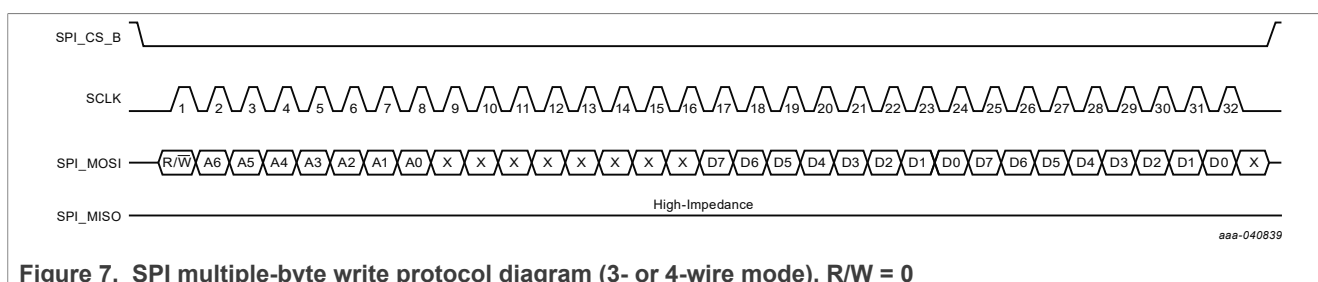 SPI_CS_B
SCLK 1 2 3 4 5 6 7 8 9 10 11 12 13 14 15 16 17 18 19 20 21 22 23 24 25 26 27 28 29 30 31 32
SPI_MOSI R/W̅ A6 A5 A4 A3 A2 A1 A0 X X X X X X X X D7 D6 D5 D4 D3 D2 D1 D0 D7 D6 D5 D4 D3 D2 D1 D0 X
High-Impedance
SPI_MISO
aaa-040839
Figure 7. SPI multiple-byte write protocol diagram (3- or 4-wire mode), R/W = 0